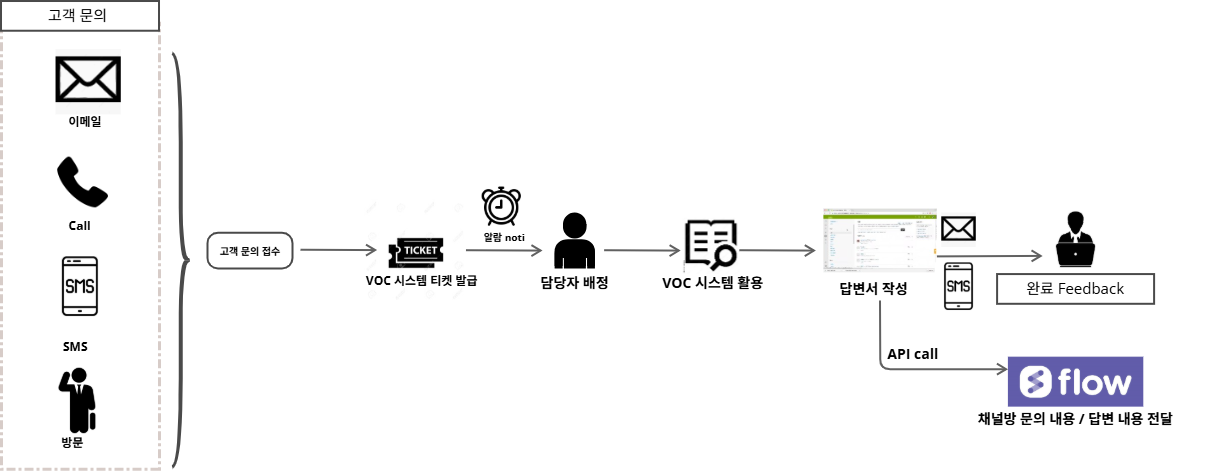 고객 문의
이메일
Call
SMS
SMS
방문
고객 문의 접수
TICKET
VOC 시스템 티켓 발급
알람 noti
담당자 배정
VOC 시스템 활용
답변서 작성
SMS
완료 Feedback
API call
flow
채널방 문의 내용 / 답변 내용 전달